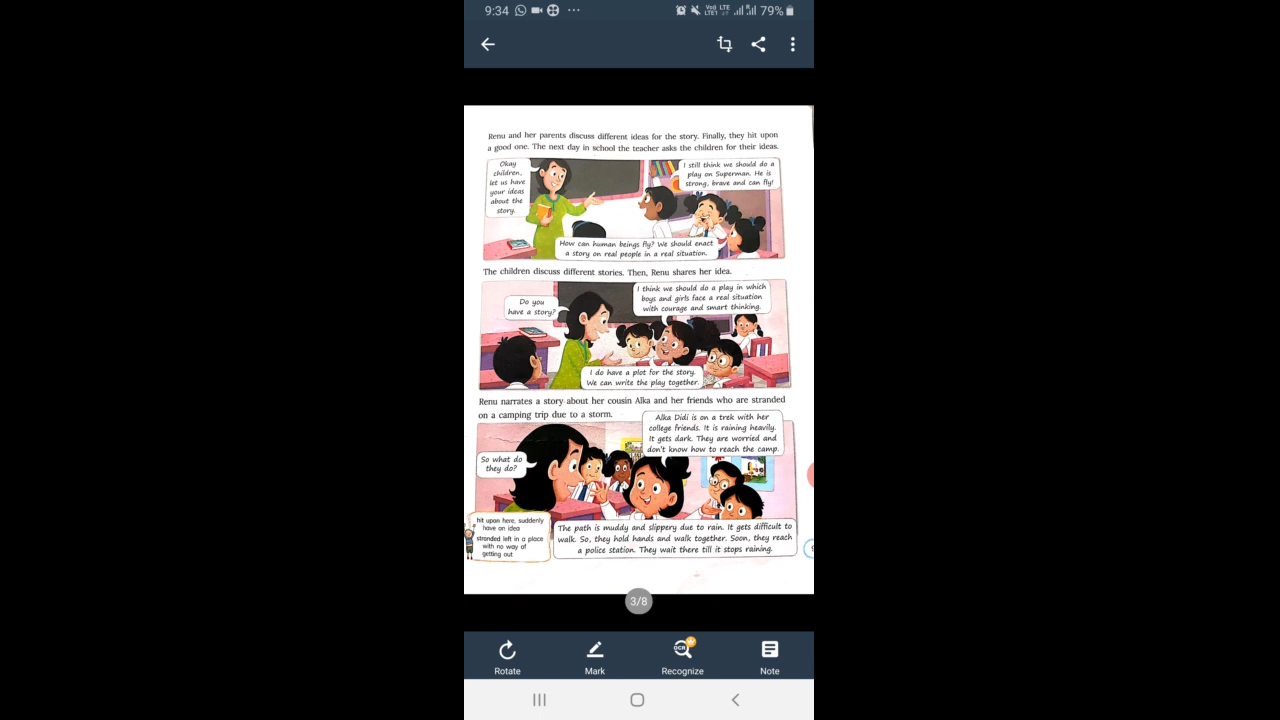 9:34
79%
Renu and her parents discuss different ideas for the story. Finally, they hit upon
a good one. The next day in school the teacher asks the children for their ideas.
Okay
children,
let us have
your ideas
about the
story.
I still think we should do a
play on Superman. He is
strong, brave and can fly!
How can human beings fly? We should enact
a story on real people in a real situation.
The children discuss different stories. Then, Renu shares her idea.
Do you
have a story?
I think we should do a play in which
boys and girls face a real situation
with courage and smart thinking.
I do have a plot for the story.
We can write the play together.
Renu narrates a story about her cousin Alka and her friends who are stranded
on a camping trip due to a storm.
Alka Didi is on a trek with her
college friends. It is raining heavily.
It gets dark. They are worried and
don't know how to reach the camp.
So what do
they do?
The path is muddy and slippery due to rain. It gets difficult to
walk. So, they hold hands and walk together. Soon, they reach
a police station. They wait there till it stops raining.
hit upon here, suddenly
have an idea
stranded left in a place
with no way of
getting out
3/8
OCR
Rotate Mark Recognize Note